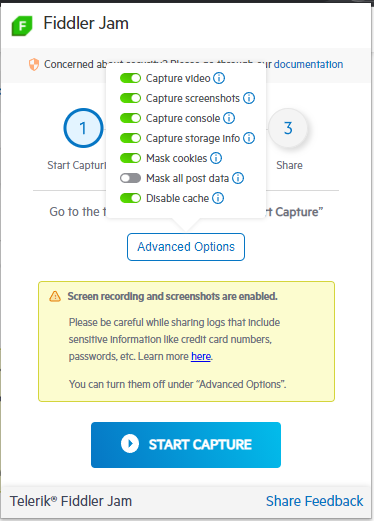 Fiddler Jam
Concerned about security? Please go through our documentation
Capture video
Capture screenshots
Capture console
Capture storage info
Mask cookies
Mask all post data
Disable cache
1
3
Start Captur
Share
Go to the t
rt Capture”
Advanced Options
Screen recording and screenshots are enabled.
Please be careful while sharing logs that include
sensitive information like credit card numbers,
passwords, etc. Learn more here.
You can turn them off under “Advanced Options”.
START CAPTURE
Telerik® Fiddler Jam
Share Feedback